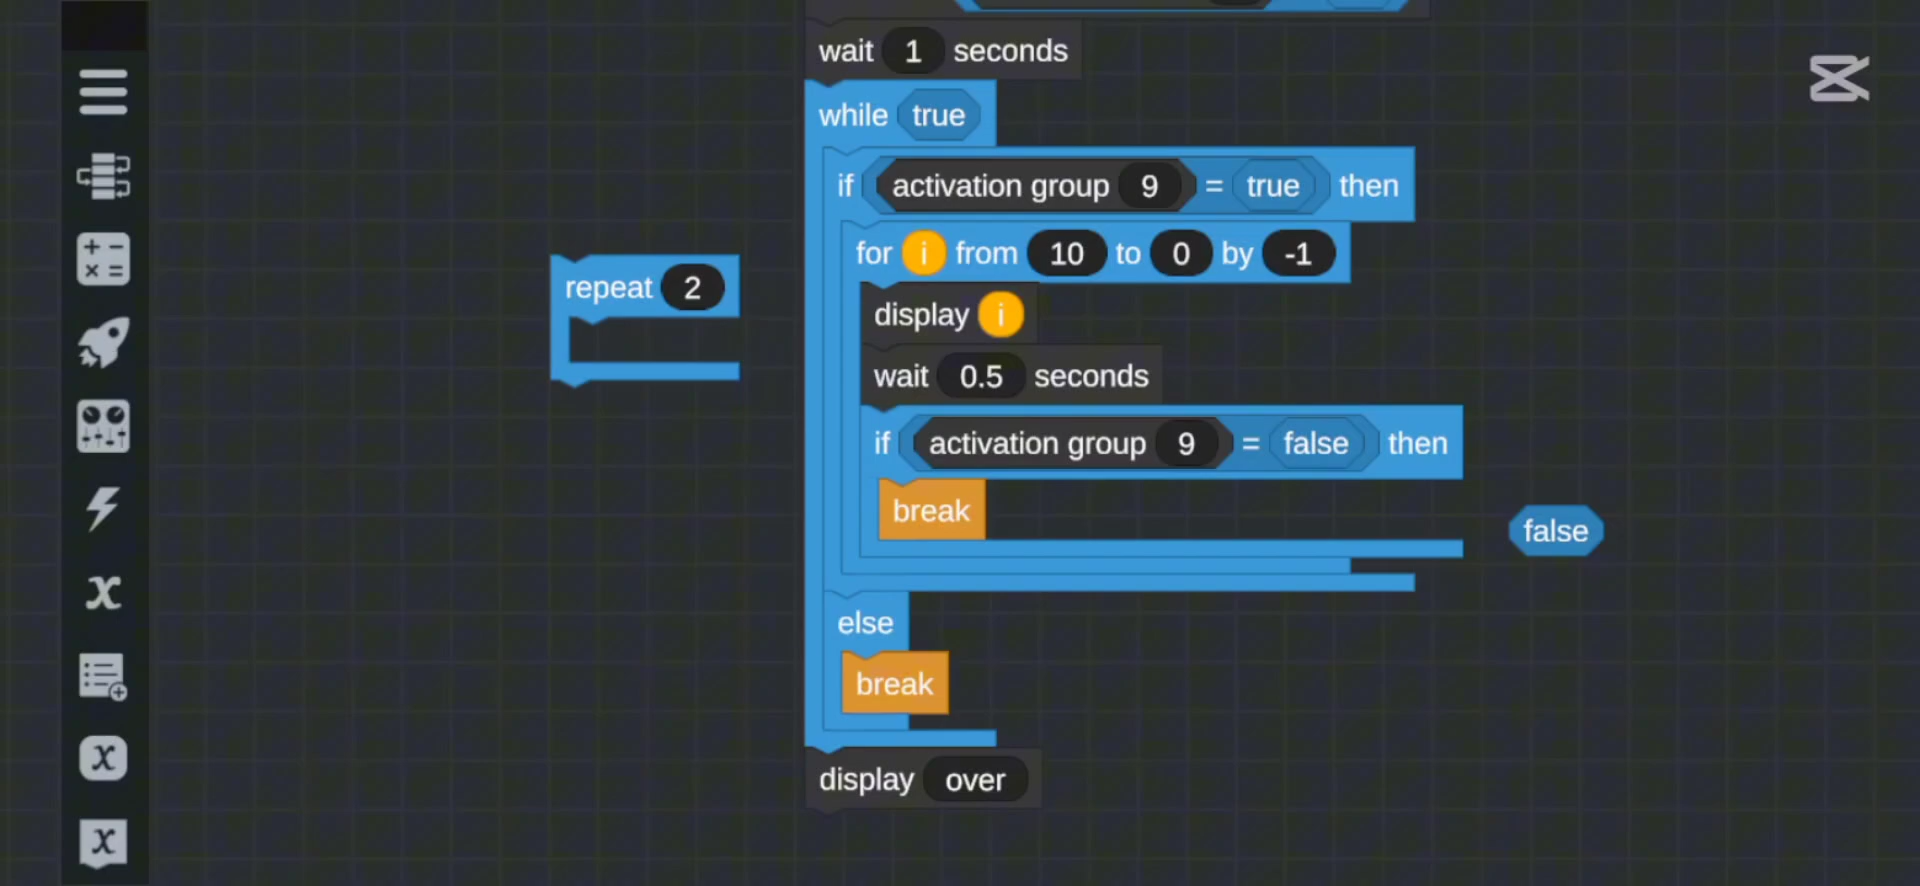 wait 1 seconds
while true
if activation group 9 = true then
for i from 10 to 0 by -1
repeat 2
display i
wait 0.5 seconds
if activation group 9 = false then
break
false
else
break
display over